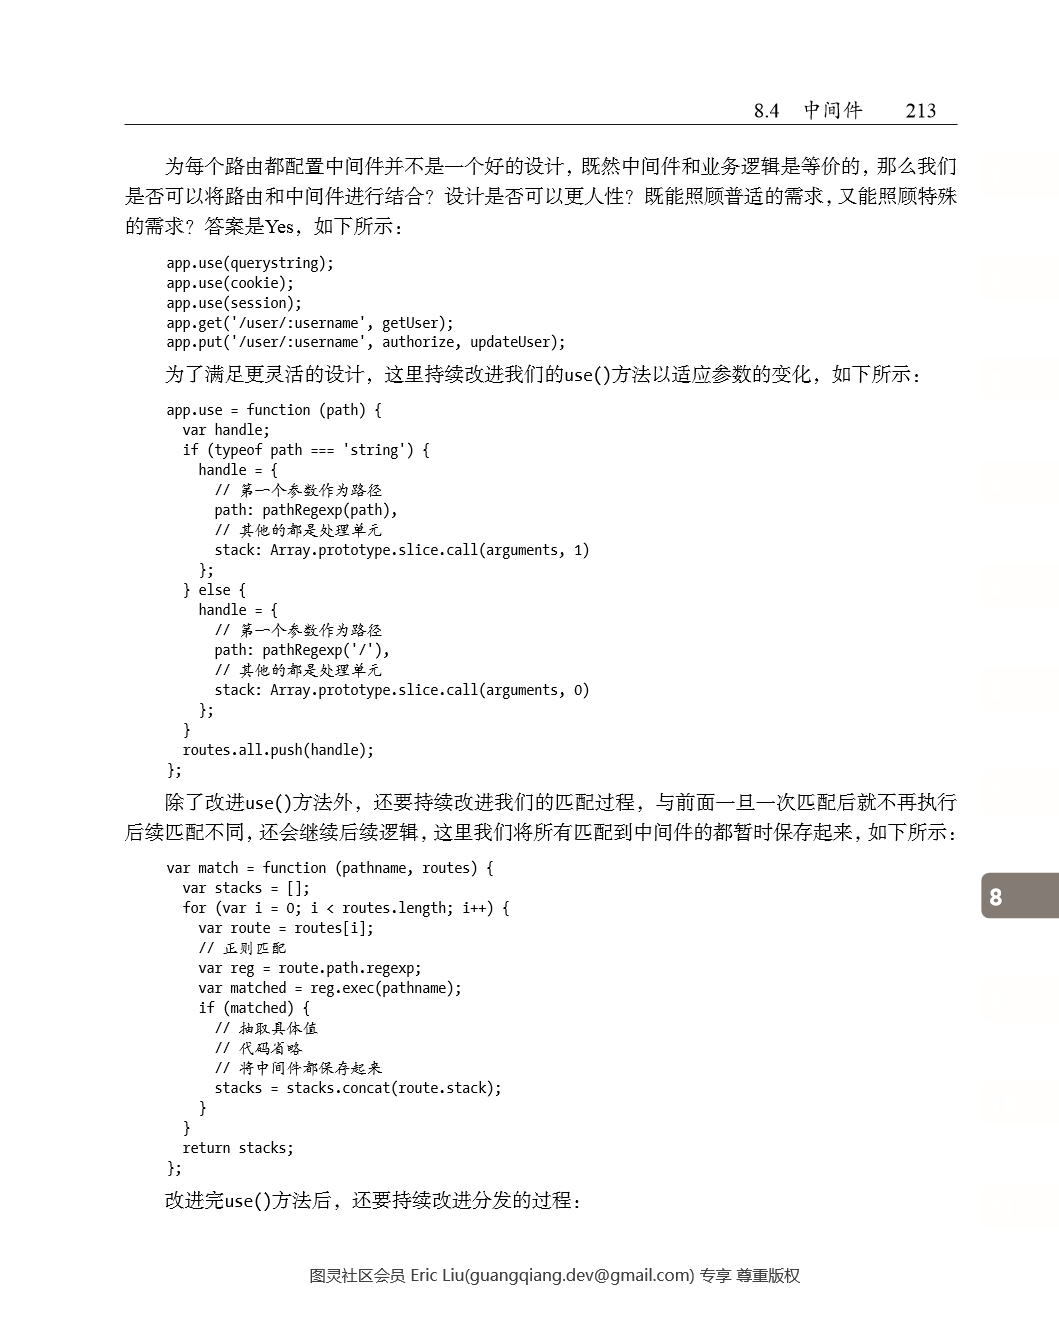 8.4 中间件 213
为每个路由都配置中间件并不是一个好的设计，既然中间件和业务逻辑是等价的，那么我们
是否可以将路由和中间件进行结合？设计是否可以更人性？既能照顾普适的需求，又能照顾特殊
的需求？答案是Yes，如下所示：
app.use(querystring);
app.use(cookie);
app.use(session);
app.get('/user/:username', getUser);
app.put('/user/:username', authorize, updateUser);
为了满足更灵活的设计，这里持续改进我们的use()方法以适应参数的变化，如下所示：
app.use = function (path) {
  var handle;
  if (typeof path === 'string') {
    handle = {
      // 第一个参数作为路径
      path: pathRegexp(path),
      // 其他的都是处理单元
      stack: Array.prototype.slice.call(arguments, 1)
    };
  } else {
    handle = {
      // 第一个参数作为路径
      path: pathRegexp('/'),
      // 其他的都是处理单元
      stack: Array.prototype.slice.call(arguments, 0)
    };
  }
  routes.all.push(handle);
};
除了改进use()方法外，还要持续改进我们的匹配过程，与前面一旦一次匹配后就不再执行
后续匹配不同，还会继续后续逻辑，这里我们将所有匹配到中间件的都暂时保存起来，如下所示：
var match = function (pathname, routes) {
  var stacks = [];
  for (var i = 0; i < routes.length; i++) {
    var route = routes[i];
    // 正则匹配
    var reg = route.path.regexp;
    var matched = reg.exec(pathname);
    if (matched) {
      // 抽取具体值
      // 代码省略
      // 将中间件都保存起来
      stacks = stacks.concat(route.stack);
    }
  }
  return stacks;
};
8
改进完use()方法后，还要持续改进分发的过程：
图灵社区会员 Eric Liu(guangqiang.dev@gmail.com) 专享 尊重版权